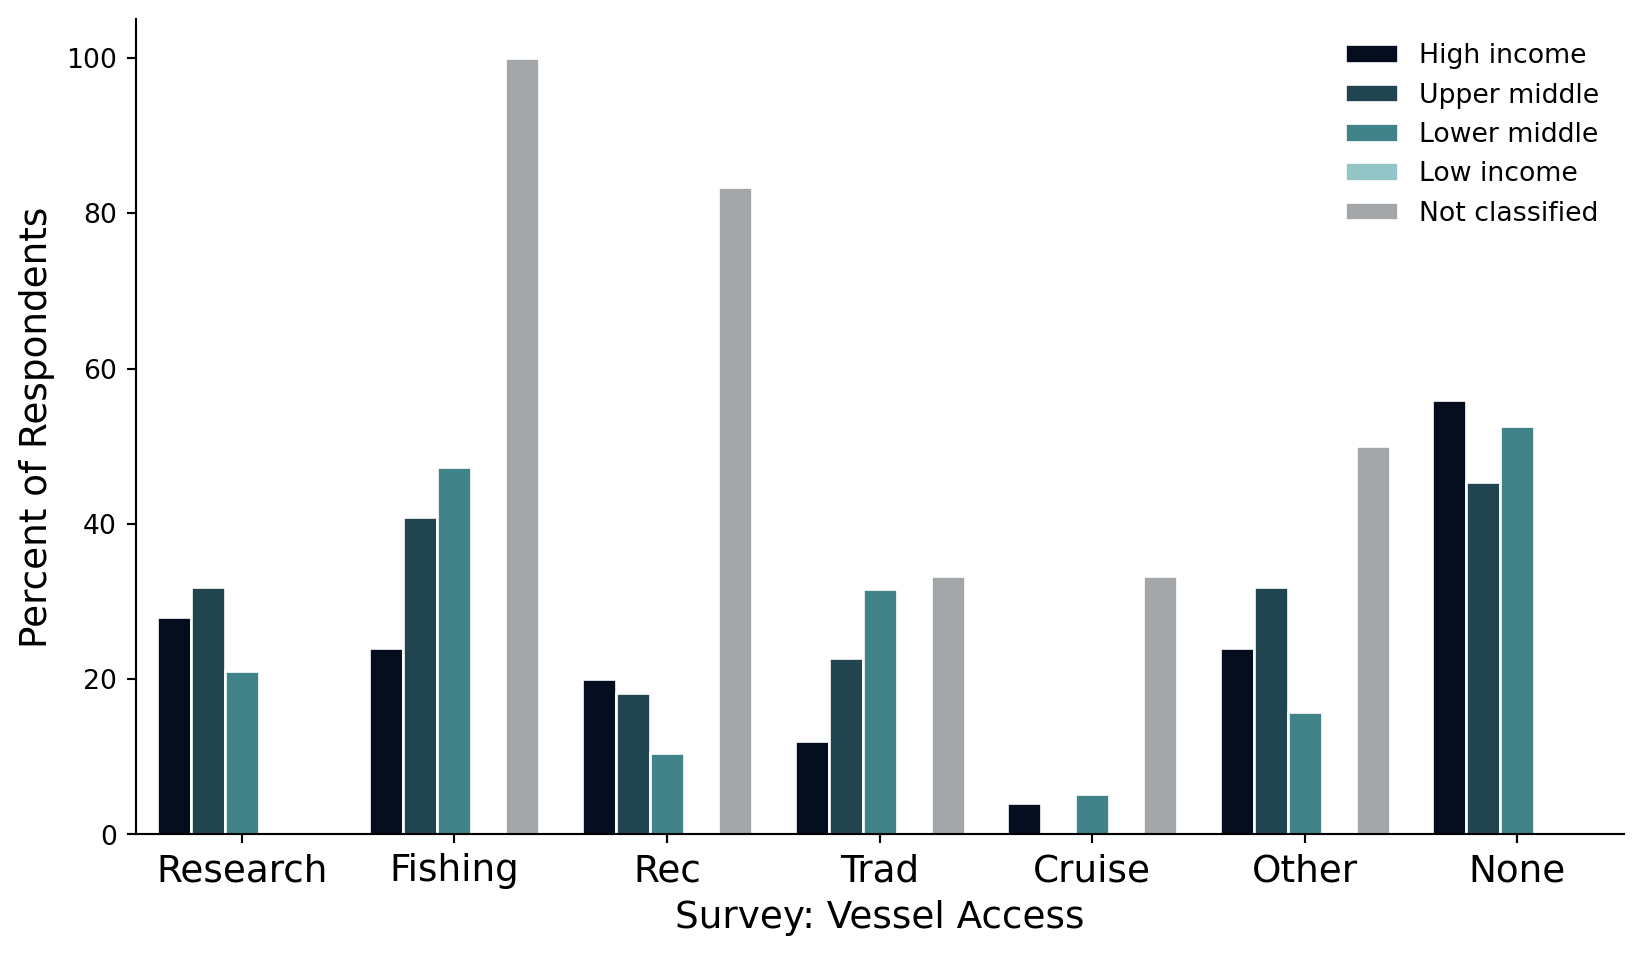 High income
Upper middle
Lower middle
Low income
Not classified
Percent of Respondents
100
80
60
40
20
0
Research Fishing Rec Trad Cruise Other None
Survey: Vessel Access